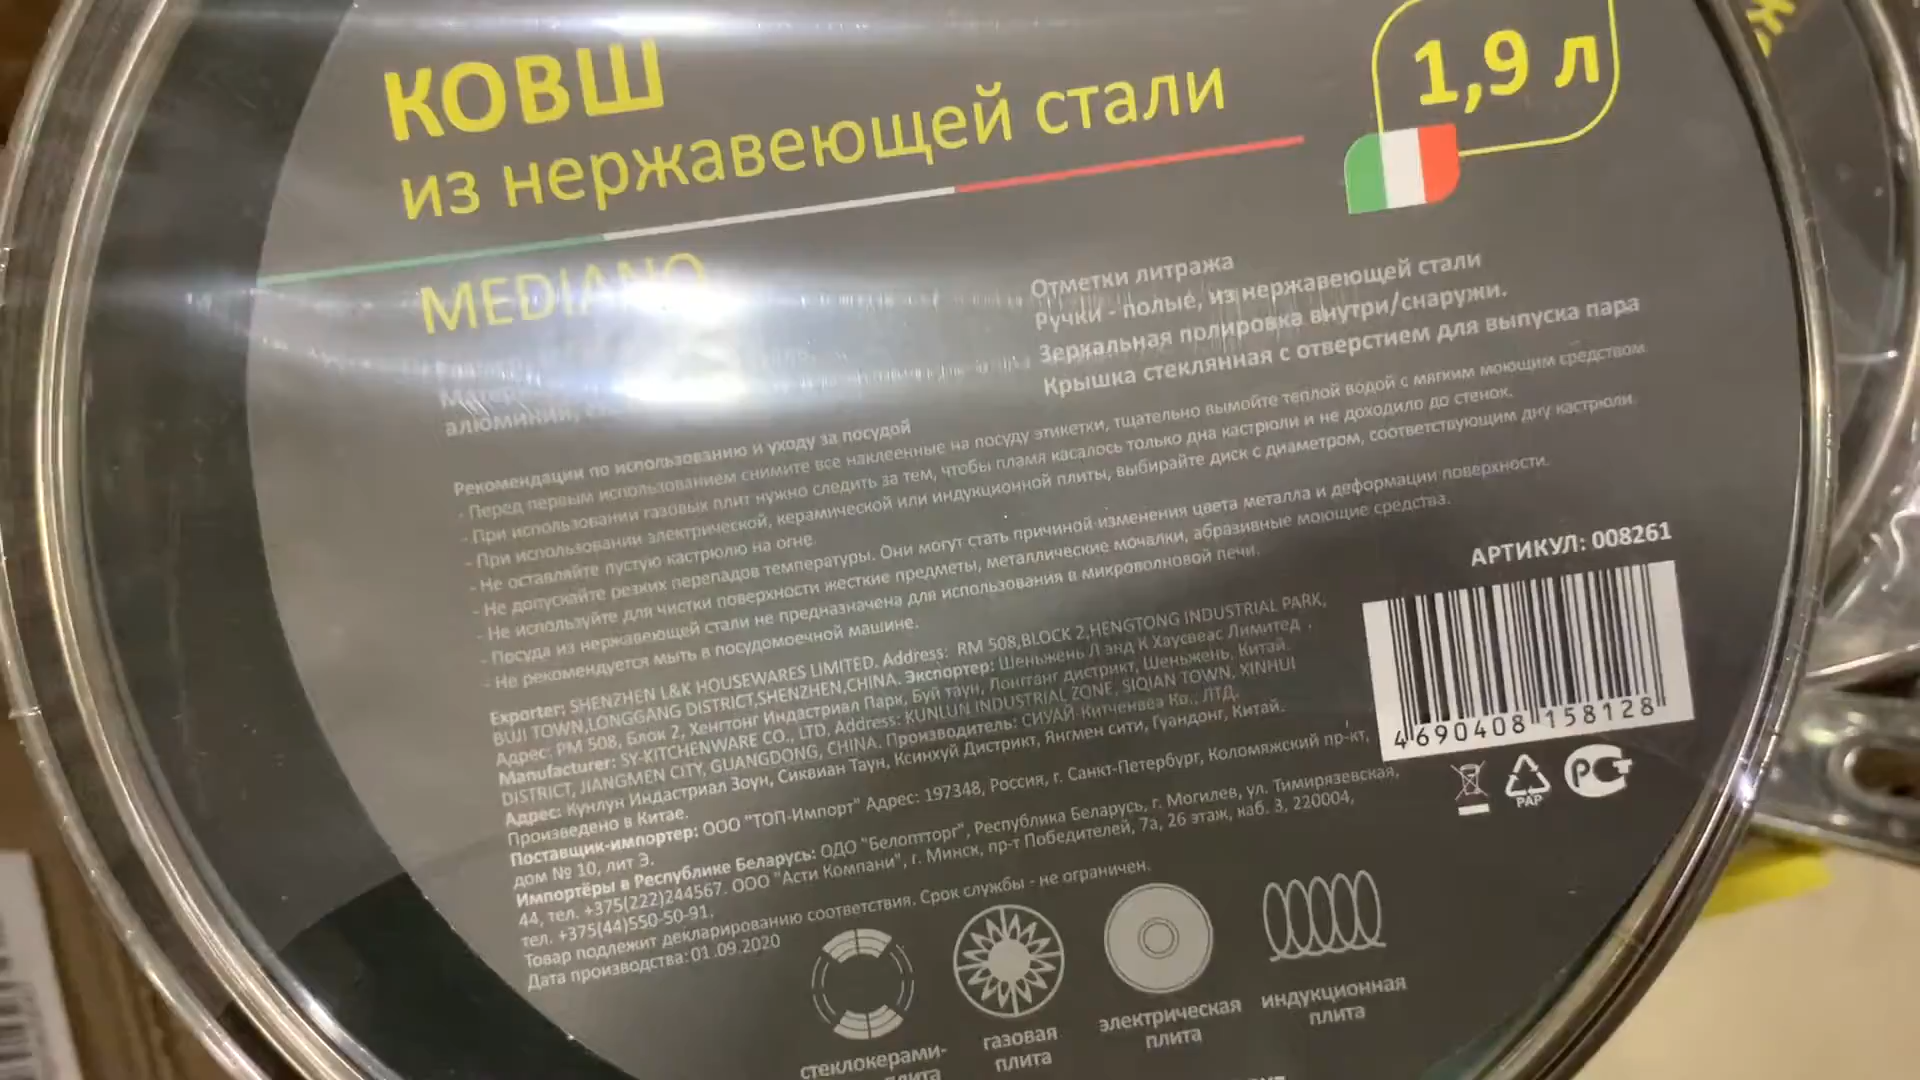 КОВШ
из нержавеющей стали
1,9 л
MEDIANO
Отметки литража
Ручки - полые, из нержавеющей стали
Зеркальная полировка внутри/снаружи.
Крышка стеклянная с отверстием для выпуска пара
алюминий,
Рекомендации по использованию и уходу за посудой
- Перед первым использованием снимите все наклеенные на посуду этикетки, тщательно вымойте теплой водой с мягким моющим средством
- При использовании газовых плит нужно следить за тем, чтобы пламя касалось только дна кастрюли и не доходило до стенок.
- При использовании электрической, керамической или индукционной плиты, выбирайте диск с диаметром, соответствующим дну кастрюли.
- Не оставляйте пустую кастрюлю на огне.
- Не допускайте резких перепадов температуры. Они могут стать причиной изменения цвета металла и деформации поверхности.
- Не используйте для чистки поверхности жесткие предметы, металлические мочалки, абразивные моющие средства.
- Посуда из нержавеющей стали не предназначена для использования в микроволновой печи.
- Не рекомендуется мыть в посудомоечной машине.
Exporter: SHENZHEN L&K HOUSEWARES LIMITED. Address: RM 508,BLOCK 2,HENGTONG INDUSTRIAL PARK,
BUJI TOWN,LONGGANG DISTRICT,SHENZHEN,CHINA. Экспортер: Шеньжень Л энд К Хаусвеас Лимитед .
Адрес: РМ 508, Блок 2, Хенгтонг Индастриал Парк, Буй таун, Лонгганг дистрикт, Шеньжень, Китай.
Manufacturer: SY-KITCHENWARE CO., LTD, Address: KUNLUN INDUSTRIAL ZONE, SIQIAN TOWN, XINHUI
DISTRICT, JIANGMEN CITY, GUANGDONG, CHINA. Производитель: СИУАЙ-Китченвеа Ко., ЛТД.
Адрес: Кунлун Индастриал Зоун, Сиквиан Таун, Ксинхуй Дистрикт, Янгмен сити, Гуандонг, Китай.
Произведено в Китае.
Поставщик-импортер: ООО "ТОП-Импорт" Адрес: 197348, Россия, г. Санкт-Петербург, Коломяжский пр-кт,
дом № 10, лит Э.
Импортёры в Республике Беларусь: ОДО "Белоптторг", Республика Беларусь, г. Могилев, ул. Тимирязевская,
44, тел. +375(222)244567. ООО "Асти Компани", г. Минск, пр-т Победителей, 7а, 26 этаж, каб. 3, 220004,
тел. +375(44)550-50-91.
Товар подлежит декларированию соответствия. Срок службы - не ограничен.
Дата производства: 01.09.2020
АРТИКУЛ: 008261
4690408158128
PAP
РСТ
стеклокерами-
плита
газовая
плита
электрическая
плита
индукционная
плита